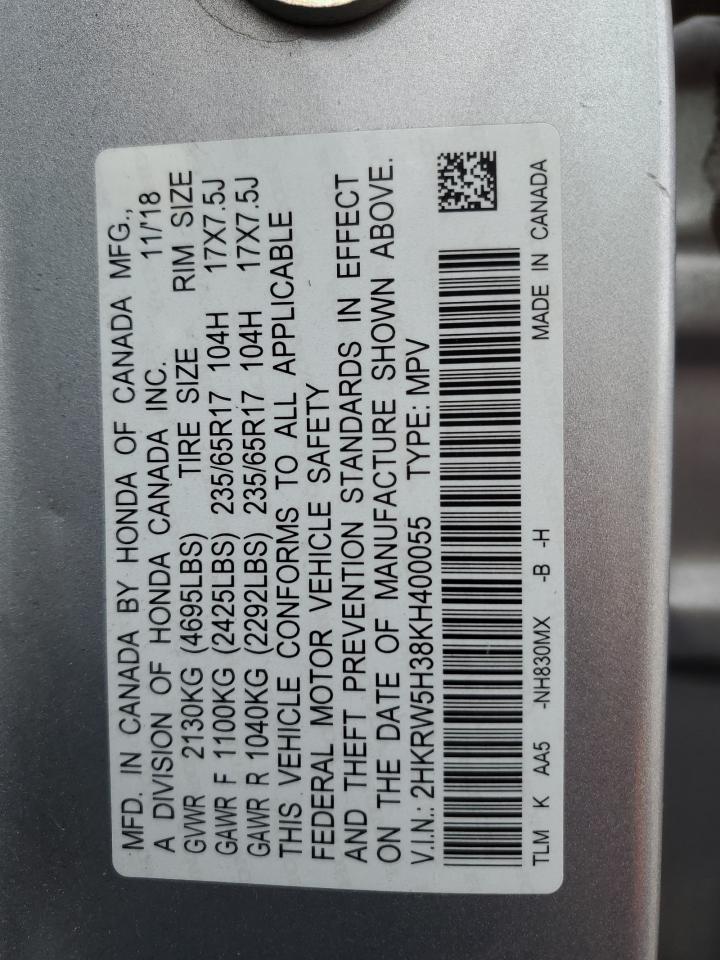 MFD. IN CANADA BY HONDA OF CANADA MFG.,
A DIVISION OF HONDA CANADA INC. 11/'18
GVWR 2130KG (4695LBS) TIRE SIZE RIM SIZE
GAWR F 1100KG (2425LBS) 235/65R17 104H 17X7.5J
GAWR R 1040KG (2292LBS) 235/65R17 104H 17X7.5J
THIS VEHICLE CONFORMS TO ALL APPLICABLE
FEDERAL MOTOR VEHICLE SAFETY
AND THEFT PREVENTION STANDARDS IN EFFECT
ON THE DATE OF MANUFACTURE SHOWN ABOVE.
V.I.N.: 2HKRW5H38KH400055 TYPE: MPV
TLM K AA5 -NH830MX -B -H MADE IN CANADA